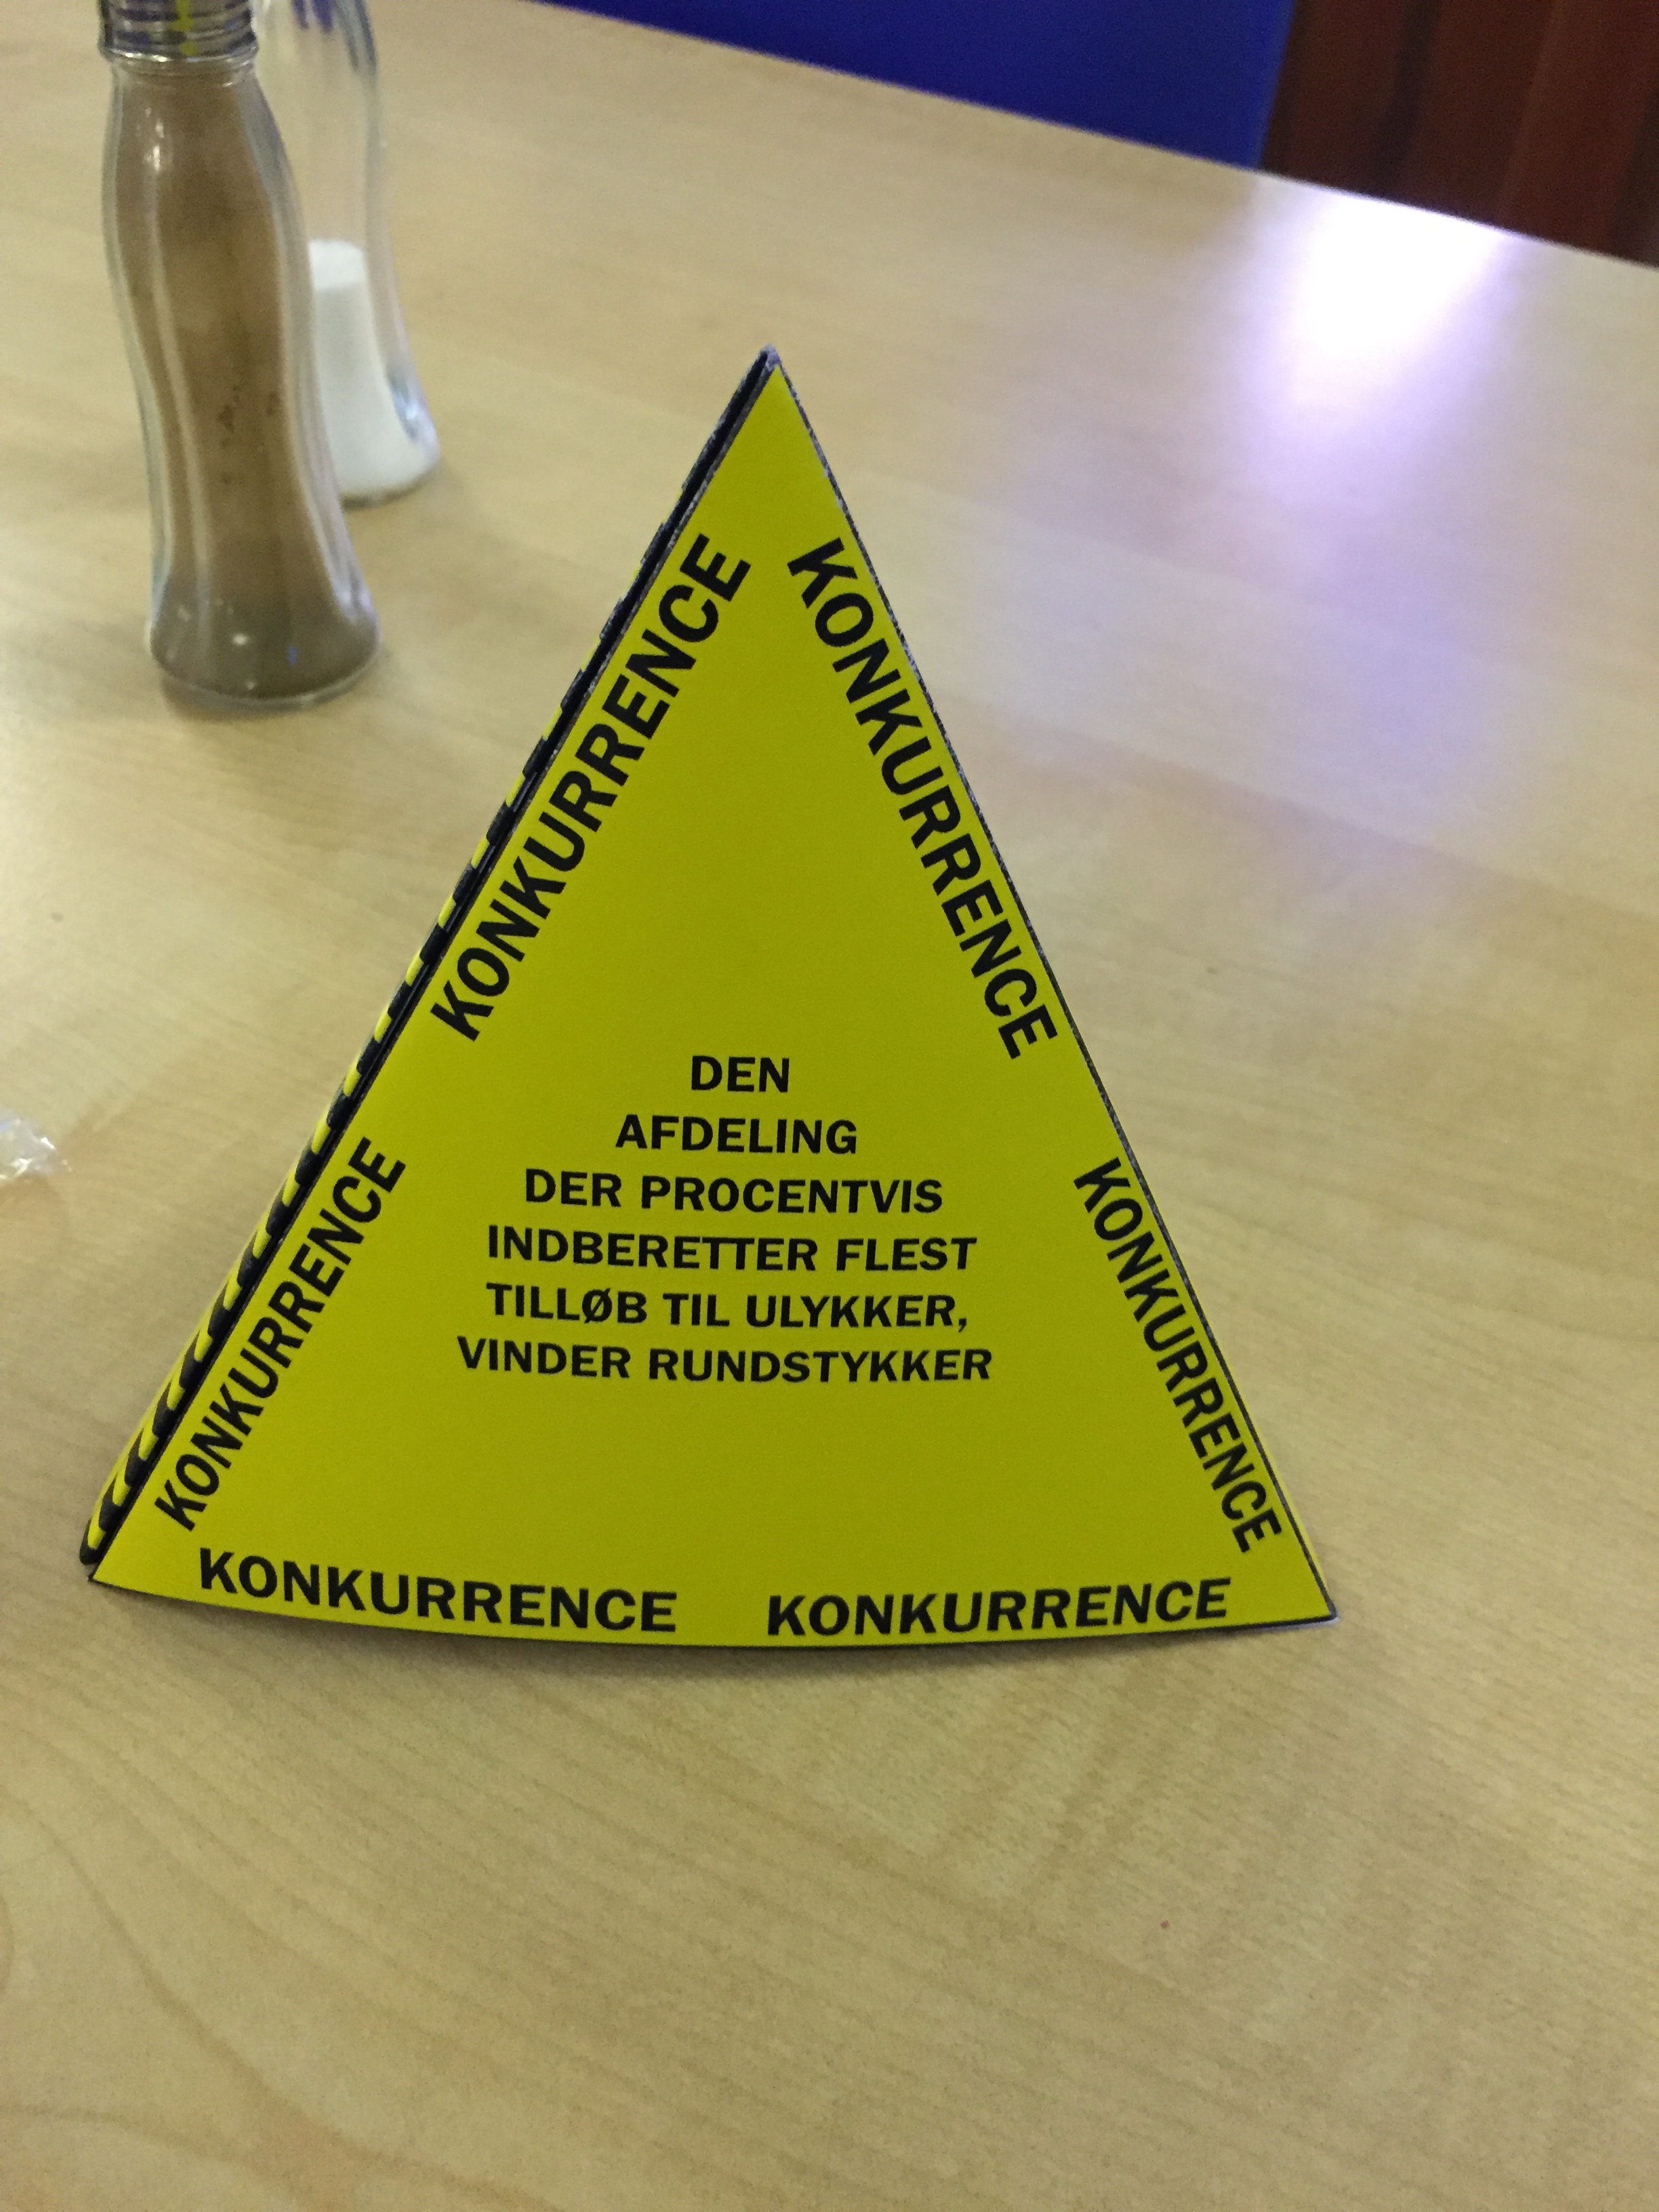 KONKURRENCE
KONKURRENCE
DEN
AFDELING
DER PROCENTVIS
INDBERETTER FLEST
TILLØB TIL ULYKKER,
VINDER RUNDSTYKKER
KONKURRENCE
KONKURRENCE
KONKURRENCE
KONKURRENCE